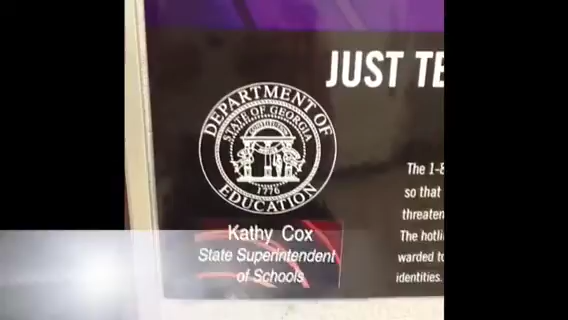 JUST TE
DEPARTMENT OF
STATE OF GEORGIA
1776
EDUCATION
Kathy Cox
State Superintendent
of Schools
The 1-8
so that
threaten
The hotli
warded to
identities.